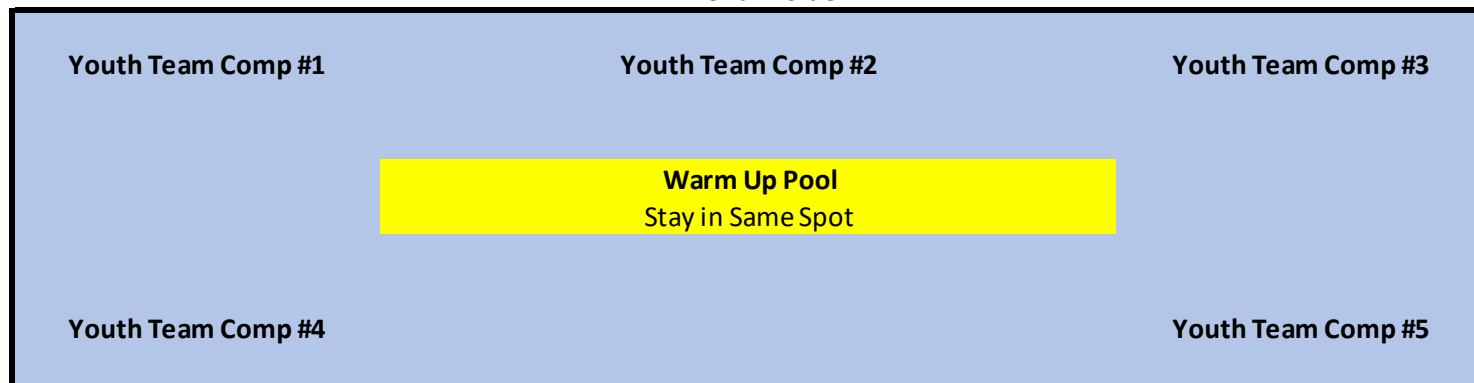 Youth Team Comp #1 Youth Team Comp #2 Youth Team Comp #3
Warm Up Pool
Stay in Same Spot
Youth Team Comp #4 Youth Team Comp #5